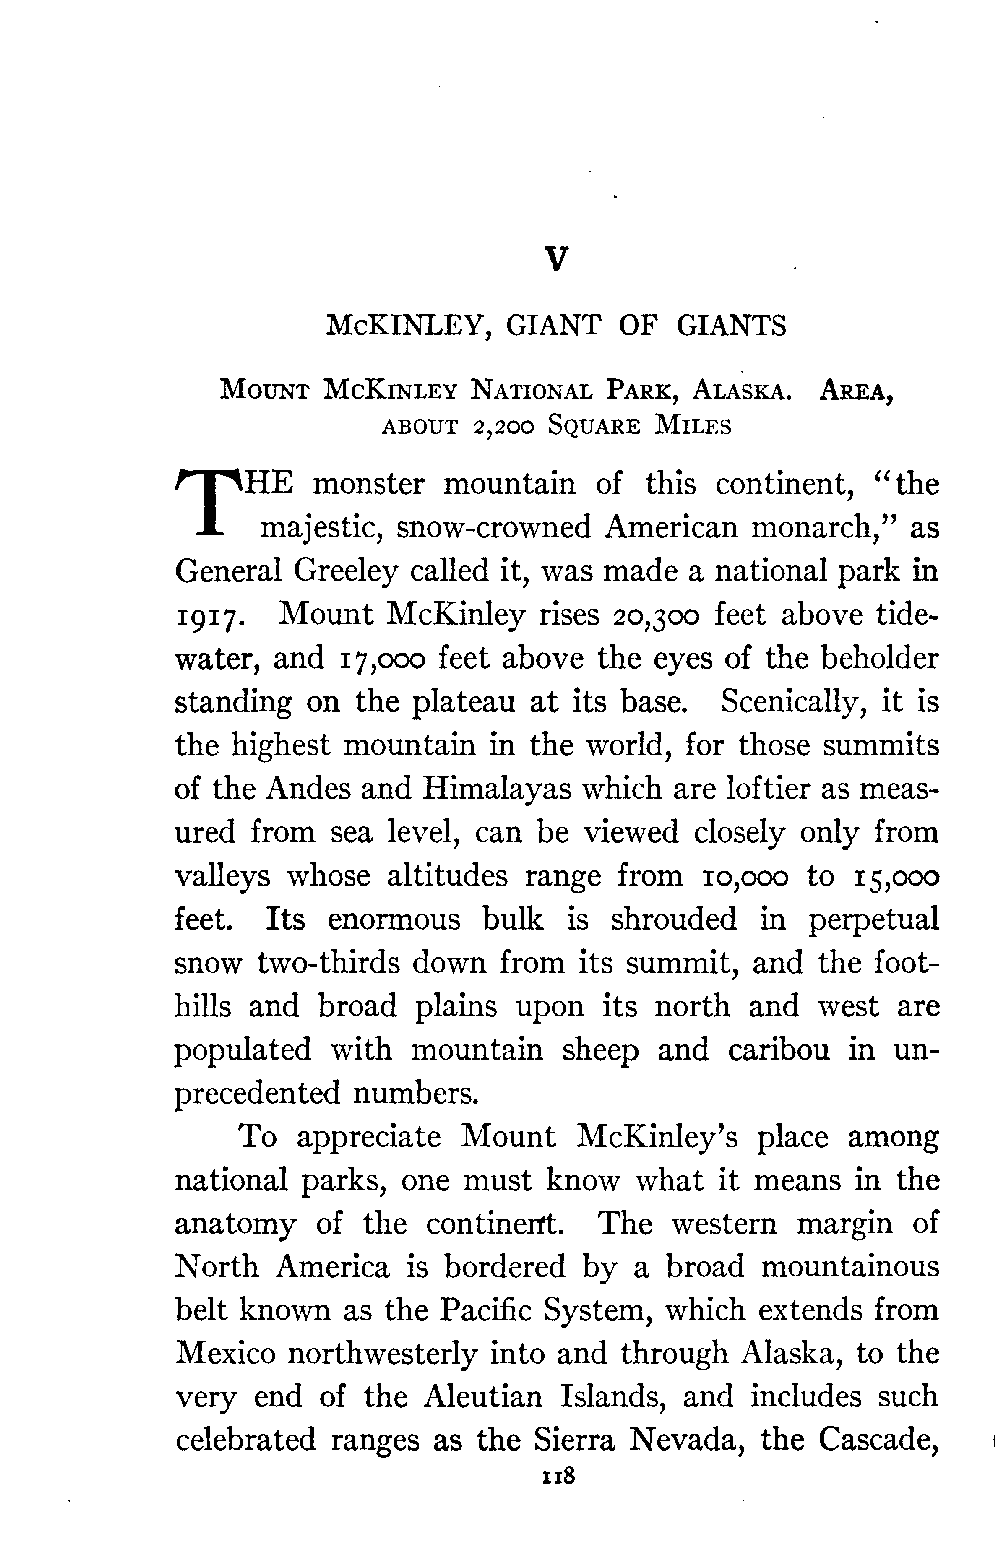 V
McKINLEY, GIANT OF GIANTS
Mount McKinley National Park, Alaska. Area,
about 2,200 Square Miles
THE monster mountain of this continent, “the
majestic, snow-crowned American monarch,” as
General Greeley called it, was made a national park in
1917. Mount McKinley rises 20,300 feet above tide-
water, and 17,000 feet above the eyes of the beholder
standing on the plateau at its base. Scenically, it is
the highest mountain in the world, for those summits
of the Andes and Himalayas which are loftier as meas-
ured from sea level, can be viewed closely only from
valleys whose altitudes range from 10,000 to 15,000
feet. Its enormous bulk is shrouded in perpetual
snow two-thirds down from its summit, and the foot-
hills and broad plains upon its north and west are
populated with mountain sheep and caribou in un-
precedented numbers.
To appreciate Mount McKinley’s place among
national parks, one must know what it means in the
anatomy of the continent. The western margin of
North America is bordered by a broad mountainous
belt known as the Pacific System, which extends from
Mexico northwesterly into and through Alaska, to the
very end of the Aleutian Islands, and includes such
celebrated ranges as the Sierra Nevada, the Cascade,
118